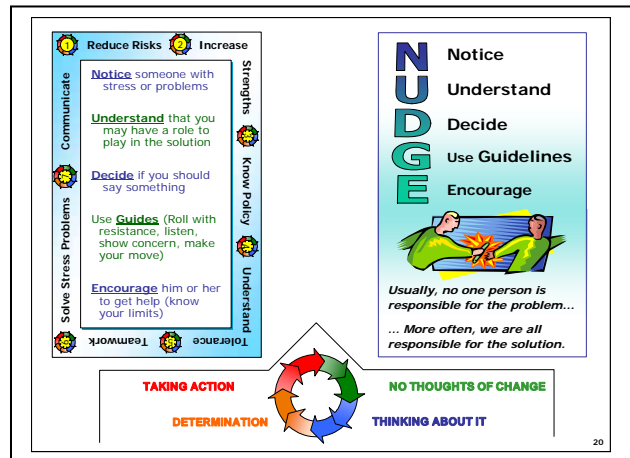 1 Reduce Risks 2 Increase
Strengths
Know Policy
Understand
Tolerance
Teamwork
Solve Stress Problems
Communicate
Notice someone with
stress or problems
Understand that you
may have a role to
play in the solution
Decide if you should
say something
Use Guides (Roll with
resistance, listen,
show concern, make
your move)
Encourage him or her
to get help (know
your limits)
N Notice
U Understand
D Decide
G Use Guidelines
E Encourage
Usually, no one person is
responsible for the problem...
... More often, we are all
responsible for the solution.
TAKING ACTION
NO THOUGHTS OF CHANGE
DETERMINATION
THINKING ABOUT IT
20